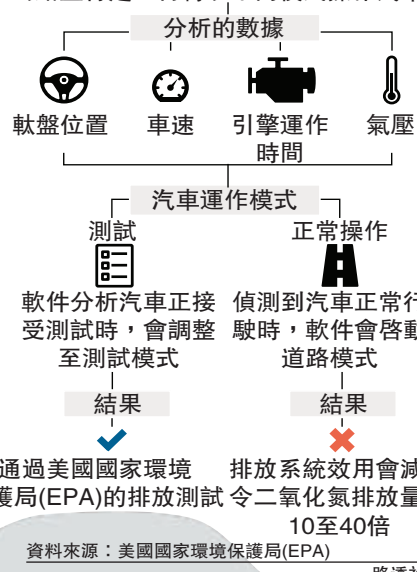 分析的數據
軚盤位置 車速 引擎運作 氣壓
時間
汽車運作模式
測試 正常操作
軟件分析汽車正接 偵測到汽車正常行
受測試時，會調整 駛時，軟件會啓動
至測試模式 道路模式
結果 結果
通過美國國家環境 排放系統效用會減
護局(EPA)的排放測試 令二氧化氮排放量
10至40倍
資料來源：美國國家環境保護局(EPA)